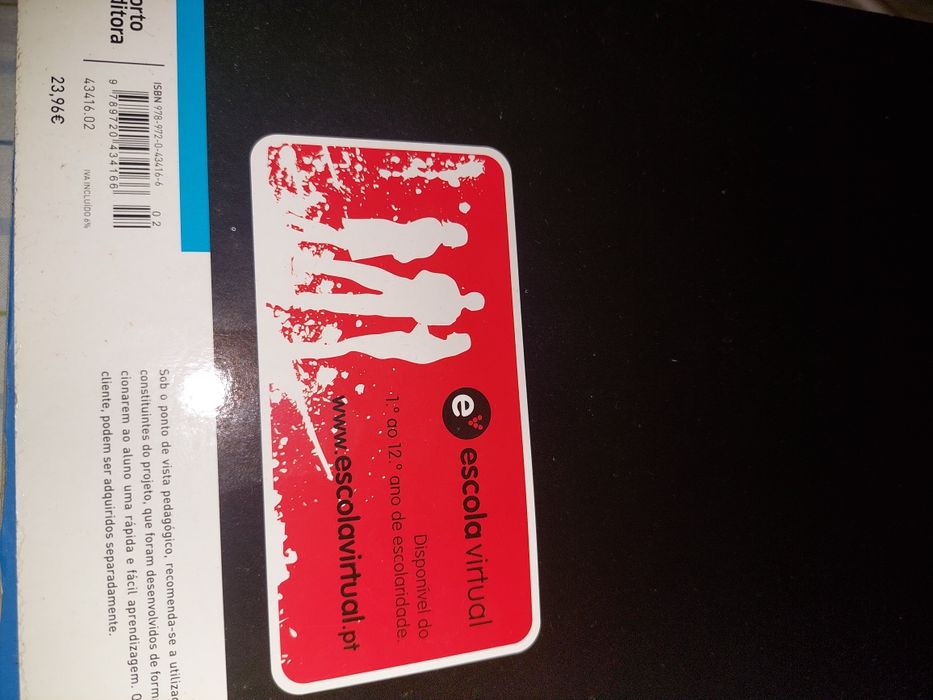 escola virtual
Disponível do
1.º ao 12.º ano de escolaridade.
www.escolavirtual.pt
orto
ditora
ISBN 978-972-0-43416-6
0 2
9 789720 434166
43416.02
IVA INCLUÍDO 6%
23,96€
Sob o ponto de vista pedagógico, recomenda-se a
constituintes do projeto, que foram desenvolvidos de
cionarem ao aluno uma rápida e fácil aprendizagem.
cliente, podem ser adquiridos separadamente.